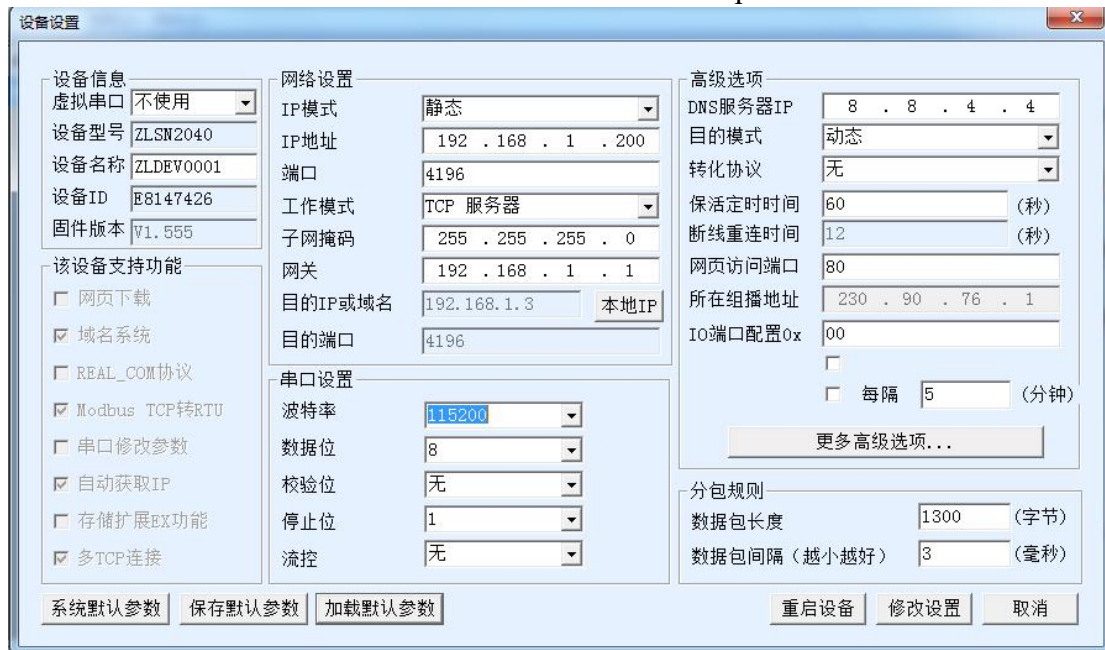 设备设置
设备信息
虚拟串口 不使用
设备型号 ZLSN2040
设备名称 ZLDEV0001
设备ID E8147426
固件版本 V1.555
该设备支持功能
网页下载
域名系统
REAL_COM协议
Modbus TCP转RTU
串口修改参数
自动获取IP
存储扩展EX功能
多TCP连接
网络设置
IP模式 静态
IP地址 192 . 168 . 1 . 200
端口 4196
工作模式 TCP 服务器
子网掩码 255 . 255 . 255 . 0
网关 192 . 168 . 1 . 1
目的IP或域名 192.168.1.3 本地IP
目的端口 4196
串口设置
波特率 115200
数据位 8
校验位 无
停止位 1
流控 无
高级选项
DNS服务器IP 8 . 8 . 4 . 4
目的模式 动态
转化协议 无
保活定时时间 60 (秒)
断线重连时间 12 (秒)
网页访问端口 80
所在组播地址 230 . 90 . 76 . 1
IO端口配置0x 00
每隔 5 (分钟)
更多高级选项...
分包规则
数据包长度 1300 (字节)
数据包间隔（越小越好） 3 (毫秒)
系统默认参数 保存默认参数 加载默认参数 重启设备 修改设置 取消